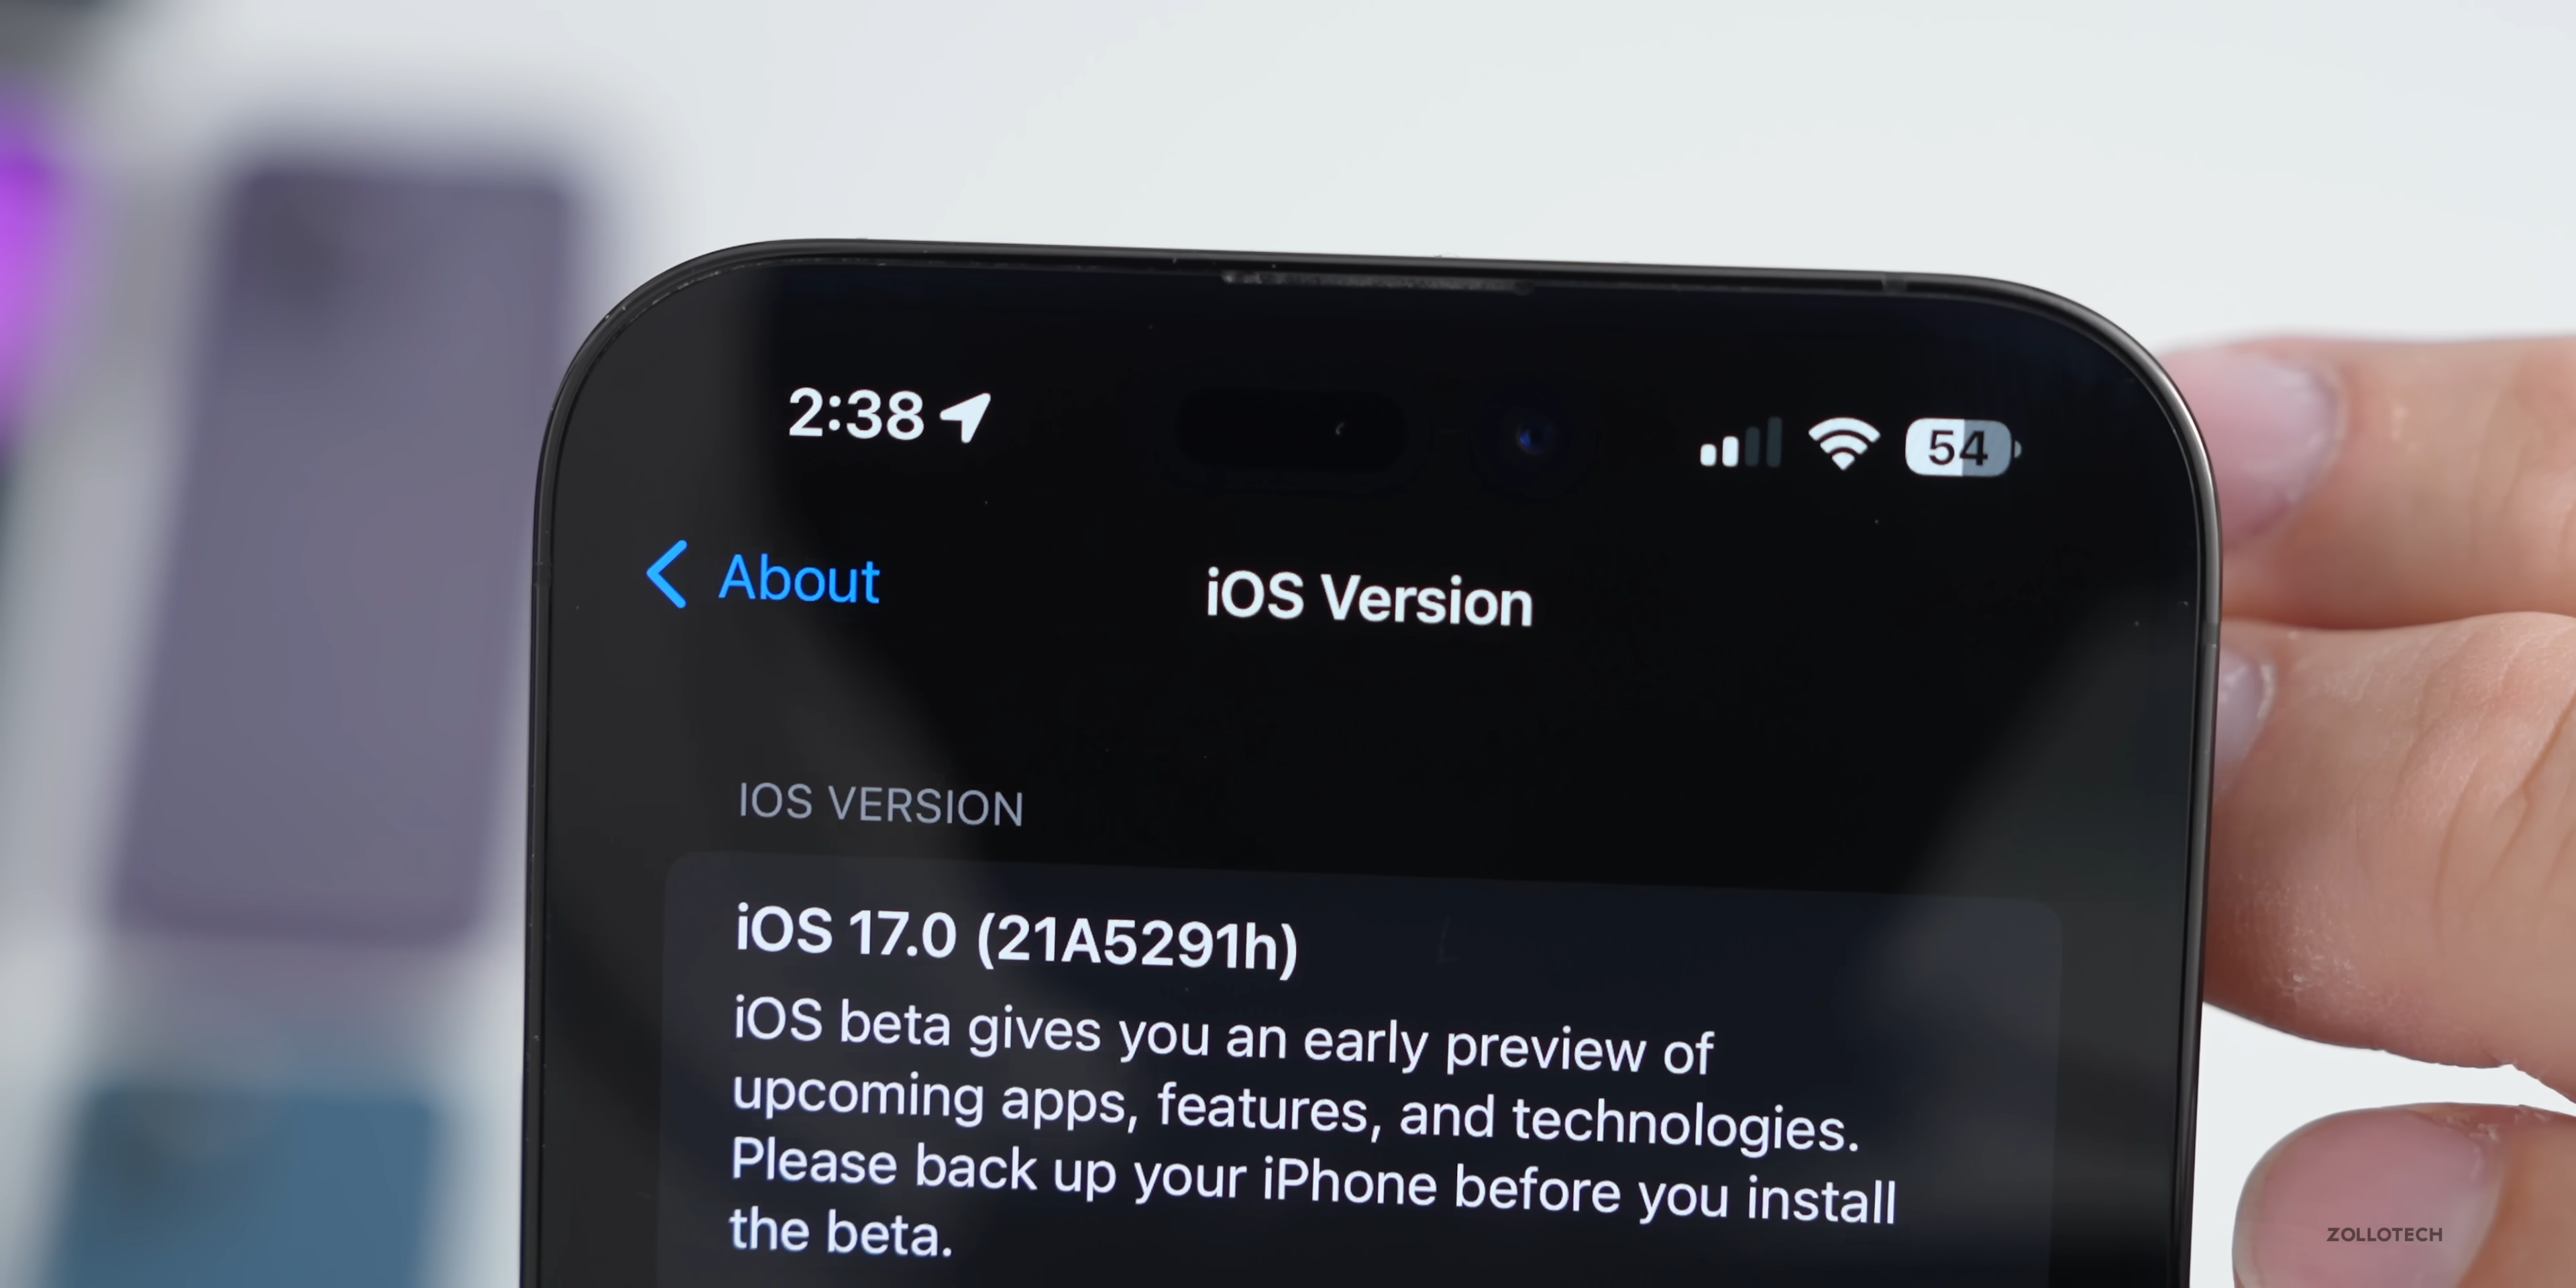 2:38
54
About
iOS Version
IOS VERSION
iOS 17.0 (21A5291h)
iOS beta gives you an early preview of
upcoming apps, features, and technologies.
Please back up your iPhone before you install
the beta.
ZOLLOTECH